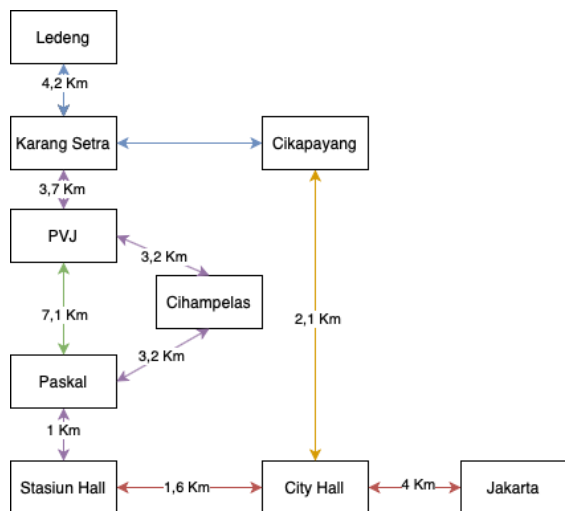 Ledeng
4,2 Km
Karang Setra
Cikapayang
3,7 Km
PVJ
3,2 Km
Cihampelas
7,1 Km
2,1 Km
3,2 Km
Paskal
1 Km
Stasiun Hall
1,6 Km
City Hall
4 Km
Jakarta